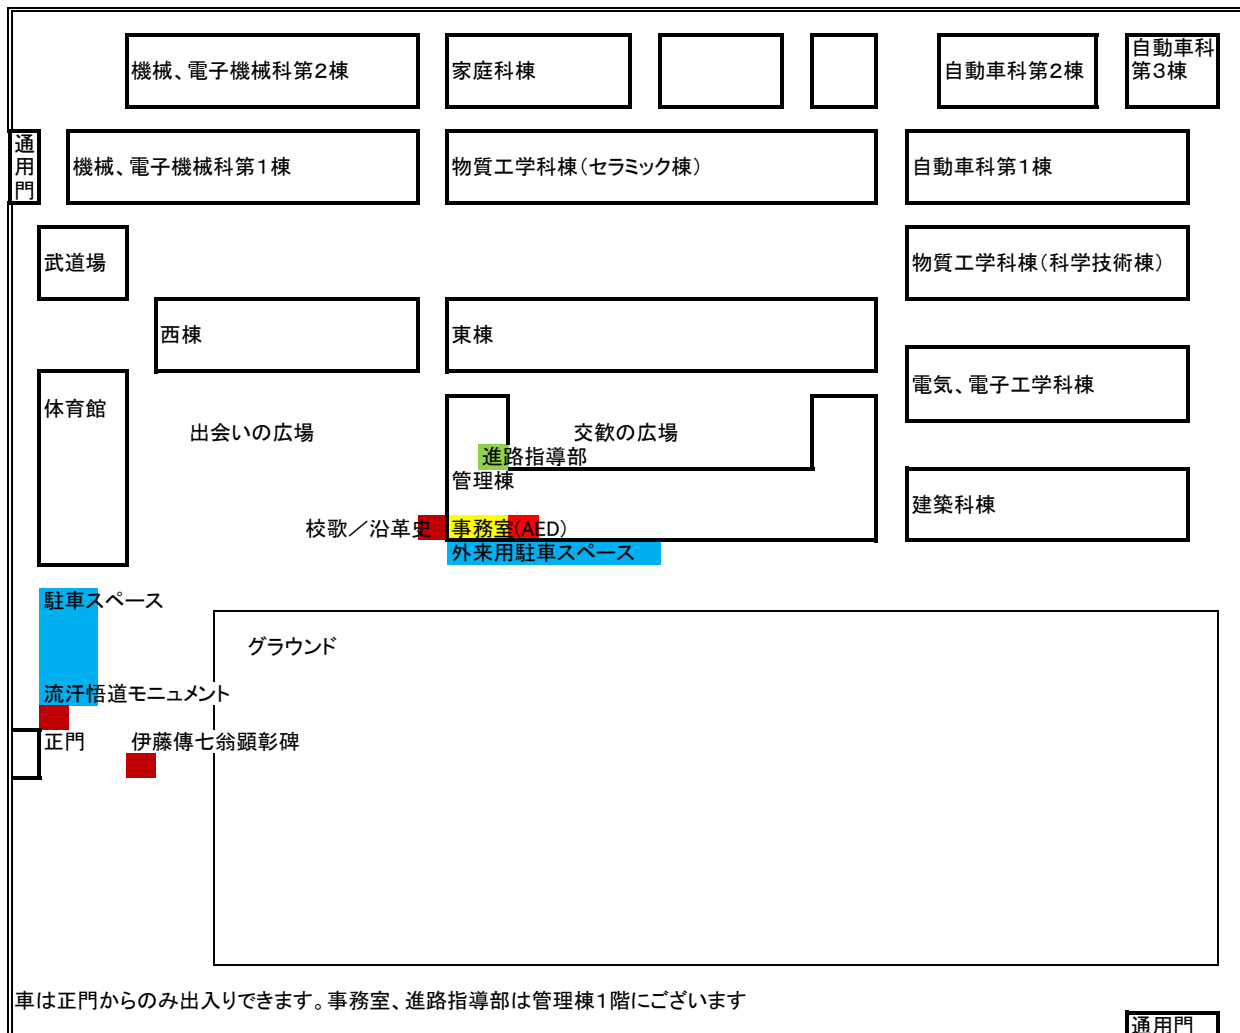 機械、電子機械科第2棟
家庭科棟
自動車科第2棟
自動車科
第3棟
通用門
機械、電子機械科第1棟
物質工学科棟(セラミック棟)
自動車科第1棟
武道場
物質工学科棟(科学技術棟)
西棟
東棟
電気、電子工学科棟
体育館
出会いの広場
交歓の広場
進路指導部
管理棟
建築科棟
校歌/沿革史
事務室(AED)
外来用駐車スペース
駐車スペース
グラウンド
流汗悟道モニュメント
正門
伊藤傳七翁顕彰碑
車は正門からのみ出入りできます。事務室、進路指導部は管理棟1階にございます
通用門